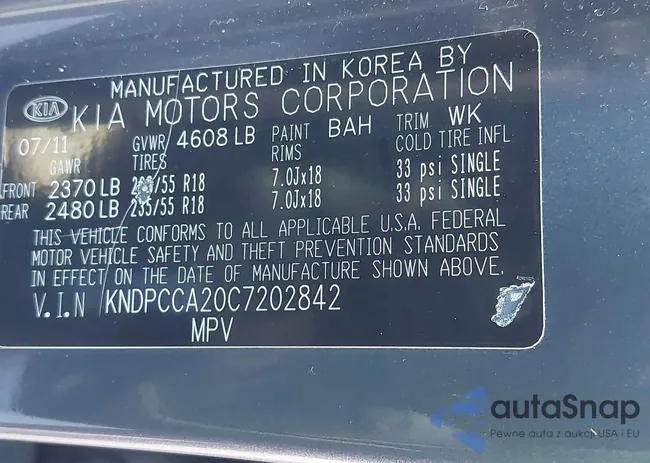 MANUFACTURED IN KOREA BY
KIA KIA MOTORS CORPORATION
07/11 GVWR 4608 LB PAINT BAH TRIM WK
GAWR TIRES RIMS COLD TIRE INFL
FRONT 2370 LB /55 R18 7.0Jx18 33 psi SINGLE
REAR 2480 LB 235/55 R18 7.0Jx18 33 psi SINGLE
THIS VEHICLE CONFORMS TO ALL APPLICABLE U.S.A. FEDERAL
MOTOR VEHICLE SAFETY AND THEFT PREVENTION STANDARDS
IN EFFECT ON THE DATE OF MANUFACTURE SHOWN ABOVE.
V.I.N KNDPCCA20C7202842
MPV
autaSnap
Pewne auta z aukcji USA i EU